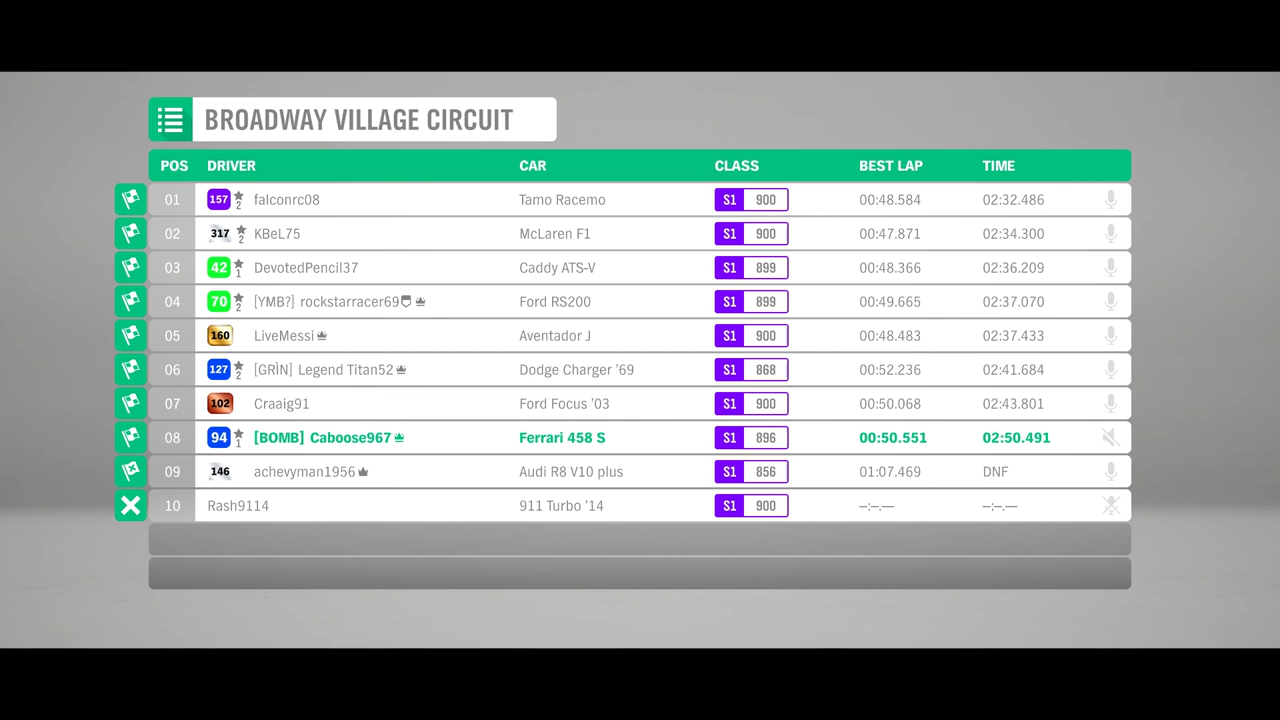 BROADWAY VILLAGE CIRCUIT
POS DRIVER CAR CLASS BEST LAP TIME
01 157 2 falconrc08 Tamo Racemo S1 900 00:48.584 02:32.486
02 317 2 KBeL75 McLaren F1 S1 900 00:47.871 02:34.300
03 42 1 DevotedPencil37 Caddy ATS-V S1 899 00:48.366 02:36.209
04 70 2 [YMB?] rockstarracer69 Ford RS200 S1 899 00:49.665 02:37.070
05 160 LiveMessi Aventador J S1 900 00:48.483 02:37.433
06 127 2 [GRÌN] Legend Titan52 Dodge Charger '69 S1 868 00:52.236 02:41.684
07 102 Craaig91 Ford Focus '03 S1 900 00:50.068 02:43.801
08 94 1 [BOMB] Caboose967 Ferrari 458 S S1 896 00:50.551 02:50.491
09 146 achevyman1956 Audi R8 V10 plus S1 856 01:07.469 DNF
10 Rash9114 911 Turbo '14 S1 900 –:–.–– –:–.––